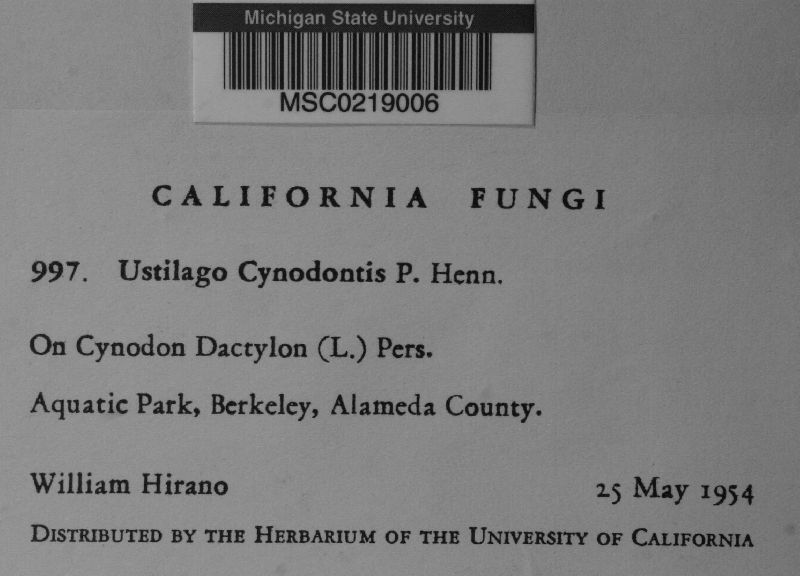 Michigan State University
MSC0219006
CALIFORNIA FUNGI
997. Ustilago Cynodontis P. Henn.
On Cynodon Dactylon (L.) Pers.
Aquatic Park, Berkeley, Alameda County.
William Hirano 25 May 1954
DISTRIBUTED BY THE HERBARIUM OF THE UNIVERSITY OF CALIFORNIA